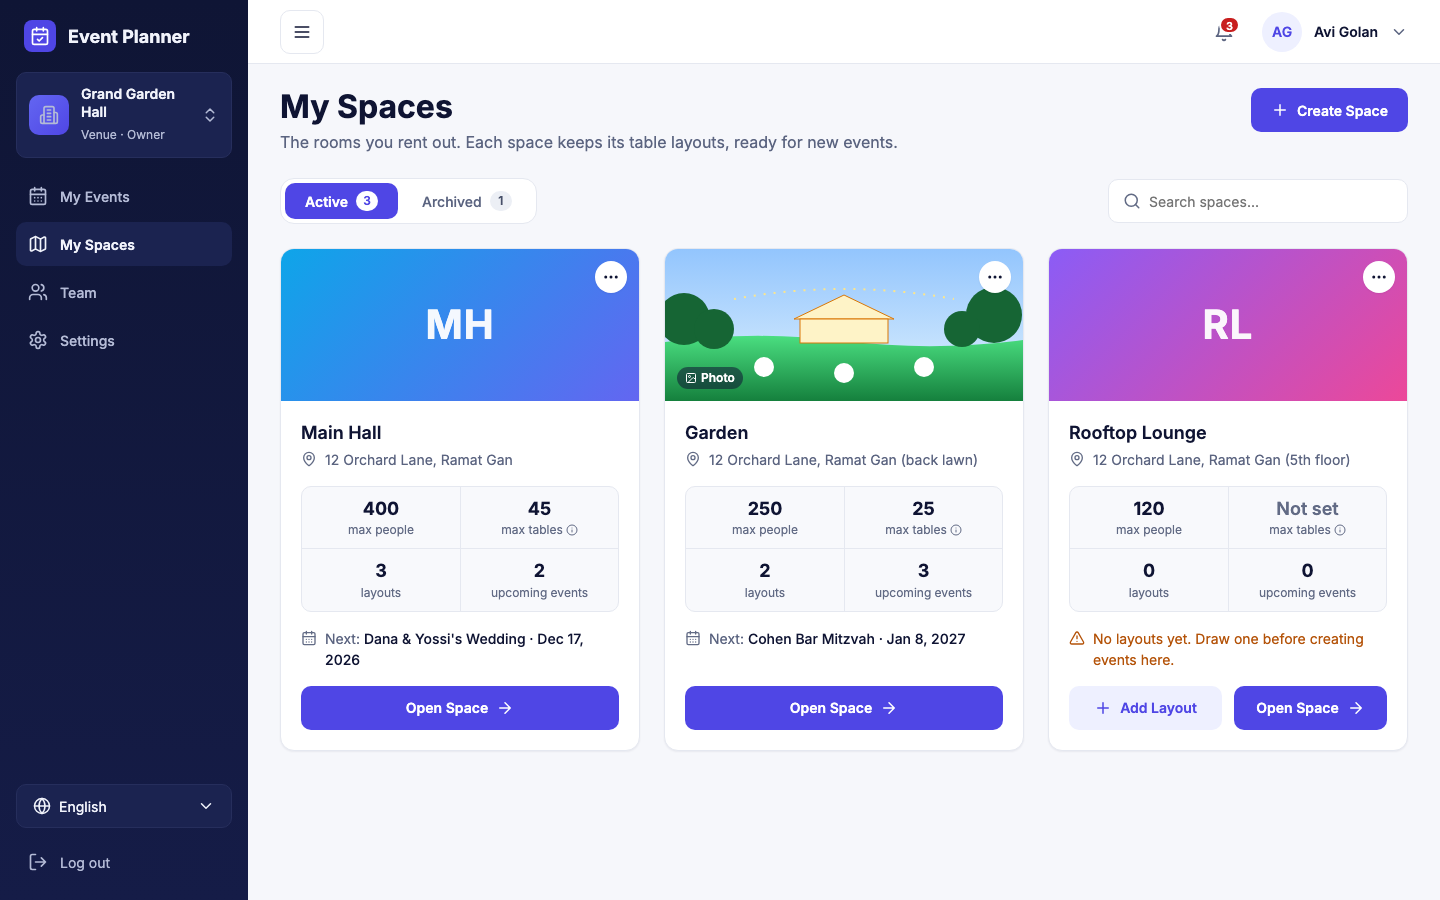 Event Planner
Grand Garden
Hall
Venue · Owner
My Events
My Spaces
Team
Settings
English
Log out
3
AG
Avi Golan
My Spaces
The rooms you rent out. Each space keeps its table layouts, ready for new events.
Create Space
Active 3
Archived 1
Search spaces...
MH
Main Hall
12 Orchard Lane, Ramat Gan
400
max people
45
max tables
3
layouts
2
upcoming events
Next: Dana & Yossi's Wedding · Dec 17,
2026
Open Space
Photo
Garden
12 Orchard Lane, Ramat Gan (back lawn)
250
max people
25
max tables
2
layouts
3
upcoming events
Next: Cohen Bar Mitzvah · Jan 8, 2027
Open Space
RL
Rooftop Lounge
12 Orchard Lane, Ramat Gan (5th floor)
120
max people
Not set
max tables
0
layouts
0
upcoming events
No layouts yet. Draw one before creating
events here.
Add Layout
Open Space